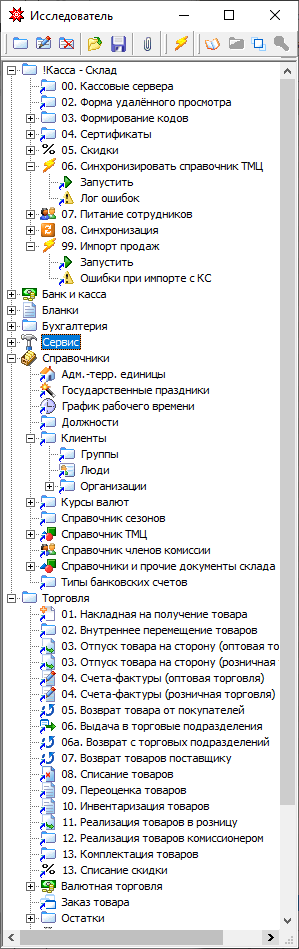 Исследователь
!Касса - Склад
00. Кассовые сервера
02. Форма удалённого просмотра
03. Формирование кодов
04. Сертификаты
05. Скидки
06. Синхронизировать справочник ТМЦ
Запустить
Лог ошибок
07. Питание сотрудников
08. Синхронизация
99. Импорт продаж
Запустить
Ошибки при импорте с КС
Банк и касса
Бланки
Бухгалтерия
Сервис
Справочники
Адм.-терр. единицы
Государственные праздники
График рабочего времени
Должности
Клиенты
Группы
Люди
Организации
Курсы валют
Справочник сезонов
Справочник ТМЦ
Справочник членов комиссии
Справочники и прочие документы склада
Типы банковских счетов
Торговля
01. Накладная на получение товара
02. Внутреннее перемещение товаров
03. Отпуск товара на сторону (оптовая то
03. Отпуск товара на сторону (розничная
04. Счета-фактуры (оптовая торговля)
04. Счета-фактуры (розничная торговля)
05. Возврат товара от покупателей
06. Выдача в торговые подразделения
06а. Возврат с торговых подразделений
07. Возврат товаров поставщику
08. Списание товаров
09. Переоценка товаров
10. Инвентаризация товаров
11. Реализация товаров в розницу
12. Реализация товаров комиссионером
13. Комплектация товаров
13. Списание скидки
Валютная торговля
Заказ товара
Остатки